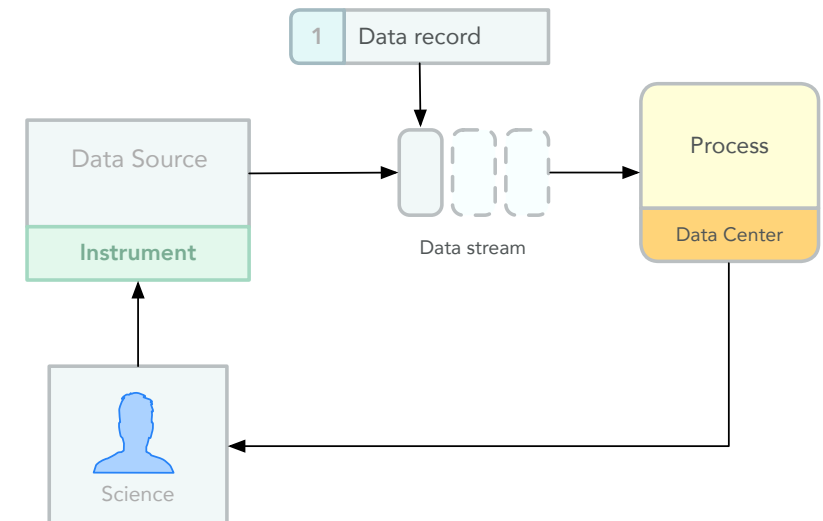 1 Data record
Data Source
Process
Instrument
Data stream
Data Center
Science